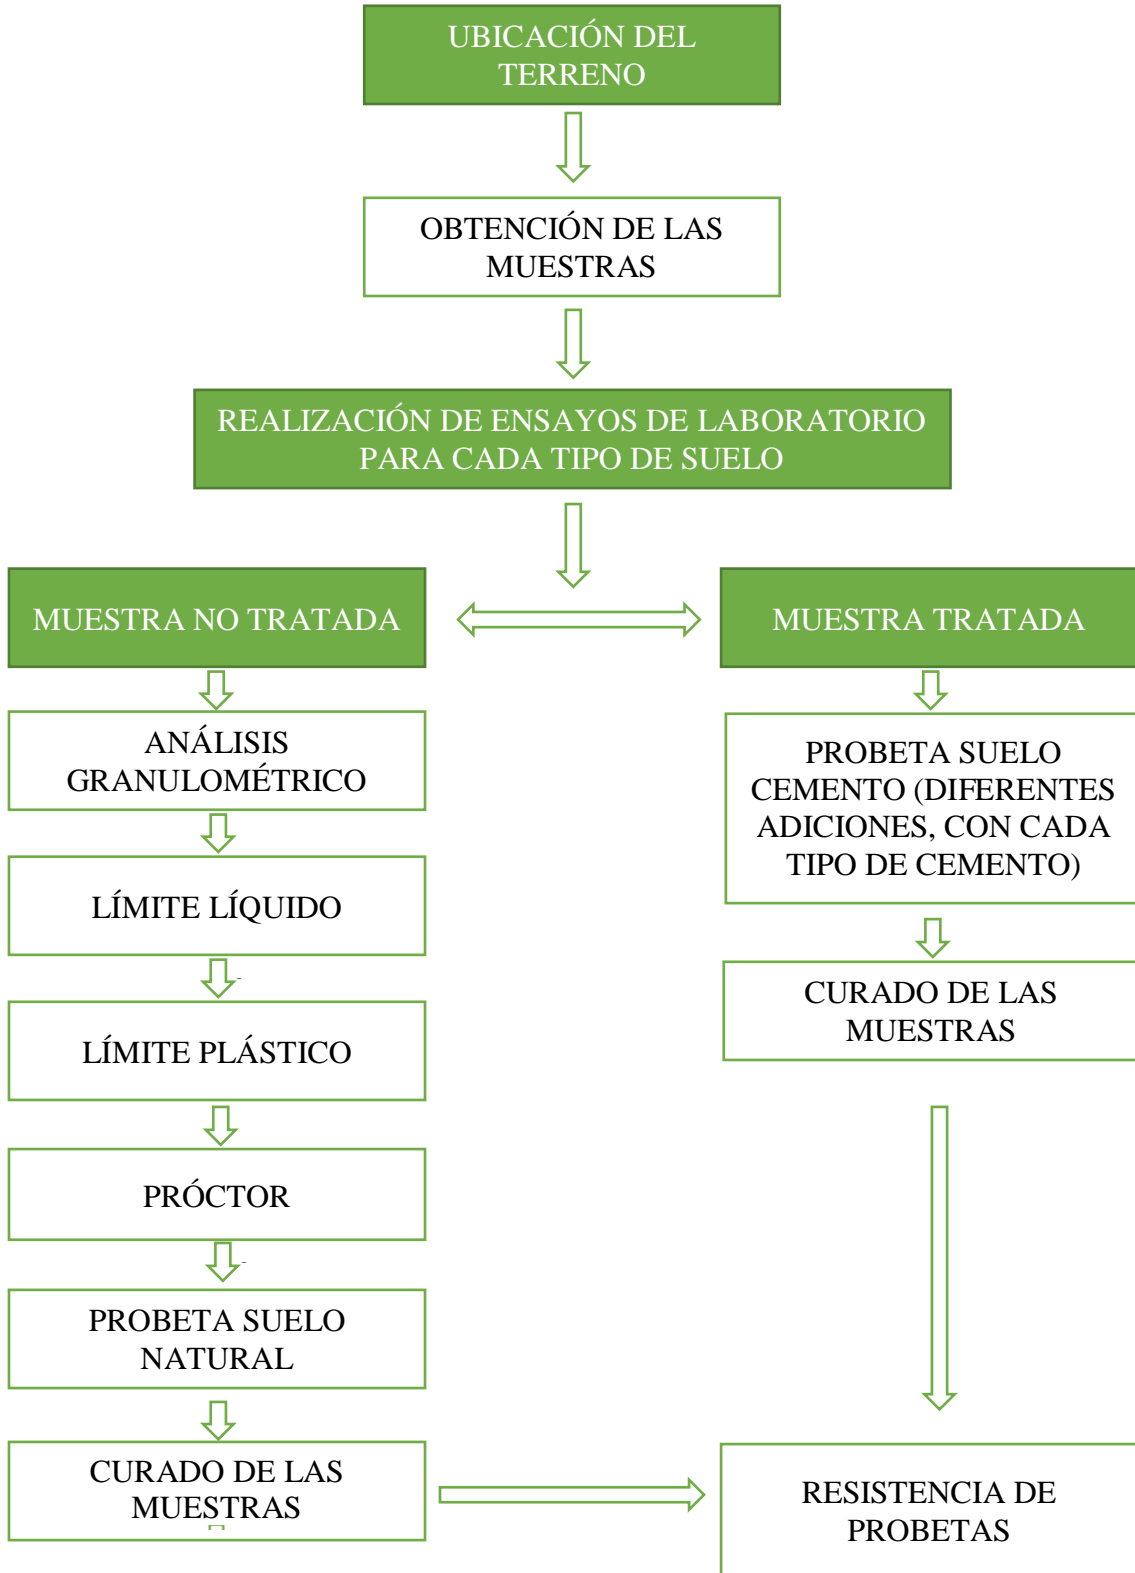 UBICACIÓN DEL
TERRENO
OBTENCIÓN DE LAS
MUESTRAS
REALIZACIÓN DE ENSAYOS DE LABORATORIO
PARA CADA TIPO DE SUELO
MUESTRA NO TRATADA
ANÁLISIS
GRANULOMÉTRICO
LÍMITE LÍQUIDO
LÍMITE PLÁSTICO
PRÓCTOR
PROBETA SUELO
NATURAL
CURADO DE LAS
MUESTRAS
MUESTRA TRATADA
PROBETA SUELO
CEMENTO (DIFERENTES
ADICIONES, CON CADA
TIPO DE CEMENTO)
CURADO DE LAS
MUESTRAS
RESISTENCIA DE
PROBETAS